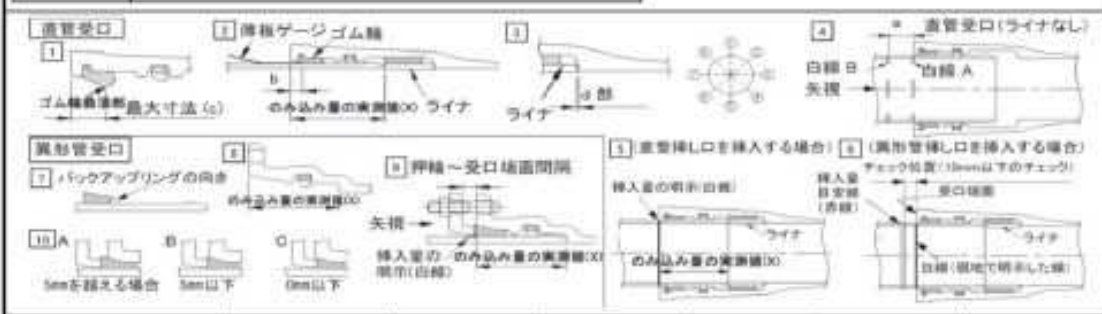 直管受口
1
ゴム輪 最大寸法(c)
2 薄板ゲージ ゴム輪
b
のみ込み量の実測値(X) ライナ
3
ライナ d 部
4 a 直管受口(ライナなし)
白線 B
白線 A
矢視
異形管受口
7 バックアップリングの向き
8
のみ込み量の実測値(X)
9 押輪～受口端面間隔
矢視
挿入量の
明示(白線)
のみ込み量の実測値(X)
10 A B C
5mmを越える場合 5mm以下 0mm以下
5 (直管挿し口を挿入する場合)
挿入量の明示(白線)
ライナ
のみ込み量の実測値(X)
6 (異形管挿し口を挿入する場合)
チェック位置(10mm以下のチェック)
挿入量
目安線
(赤線)
受口端面
ライナ
白線(現地で明示した線)